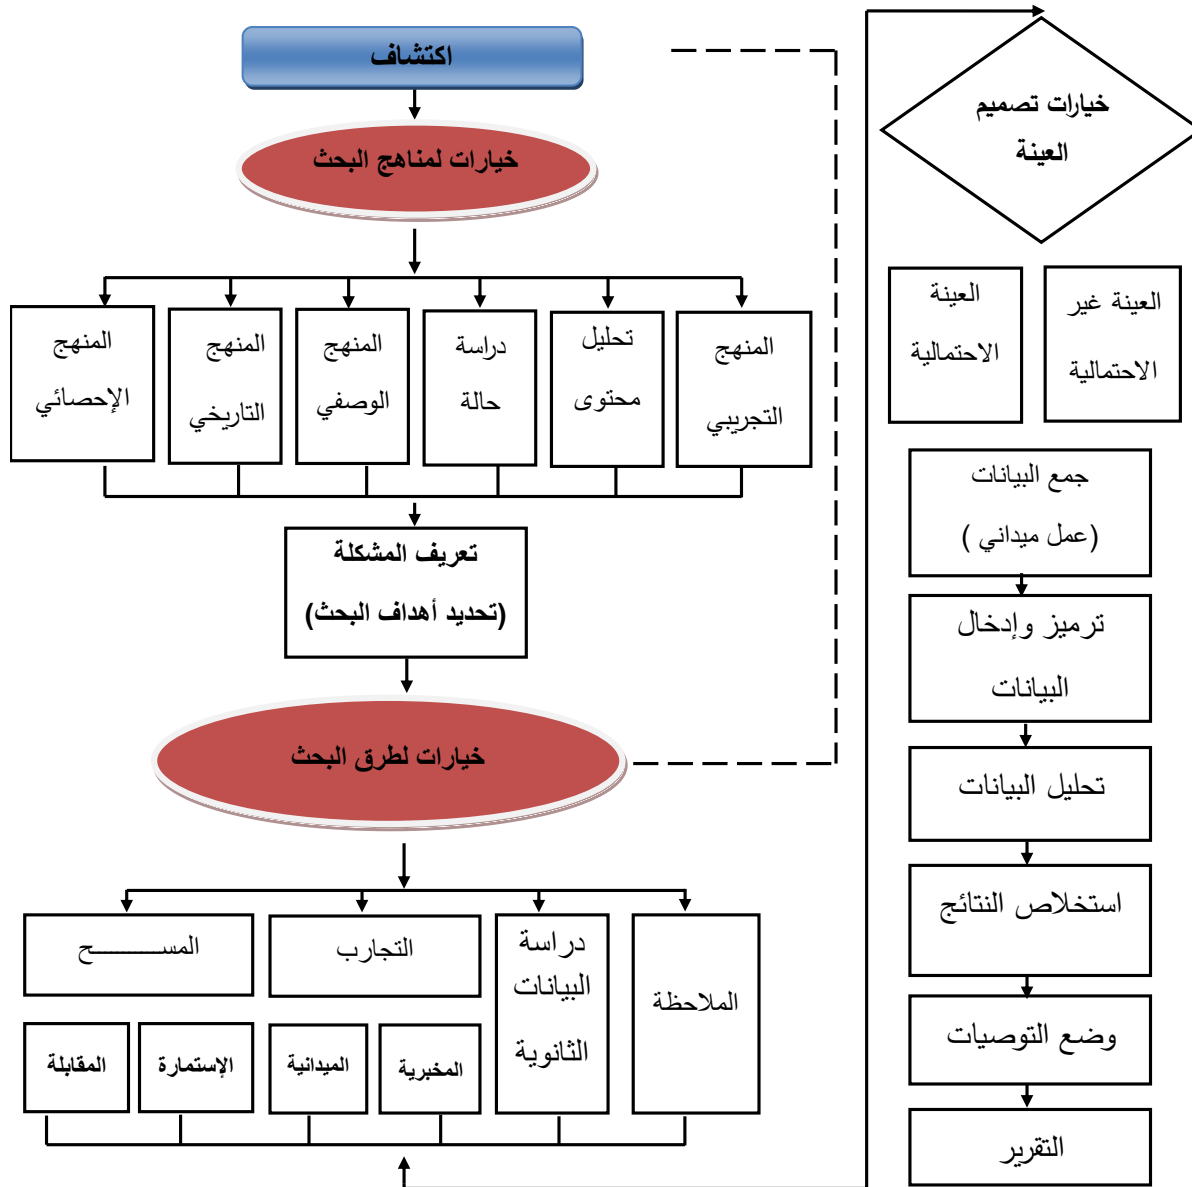 اكتشاف
خيارات لمناهج البحث
المنهج
التجريبي
تحليل
محتوى
دراسة
حالة
المنهج
الوصفي
المنهج
التاريخي
المنهج
الإحصائي
تعريف المشكلة
(تحديد أهداف البحث)
خيارات لطرق البحث
الملاحظة
دراسة
البيانات
الثانوية
التجارب
المخبرية
الميدانية
المســـــــــح
الإستمارة
المقابلة
خيارات تصميم
العينة
العينة غير
الاحتمالية
العينة
الاحتمالية
جمع البيانات
(عمل ميداني )
ترميز وإدخال
البيانات
تحليل البيانات
استخلاص النتائج
وضع التوصيات
التقرير